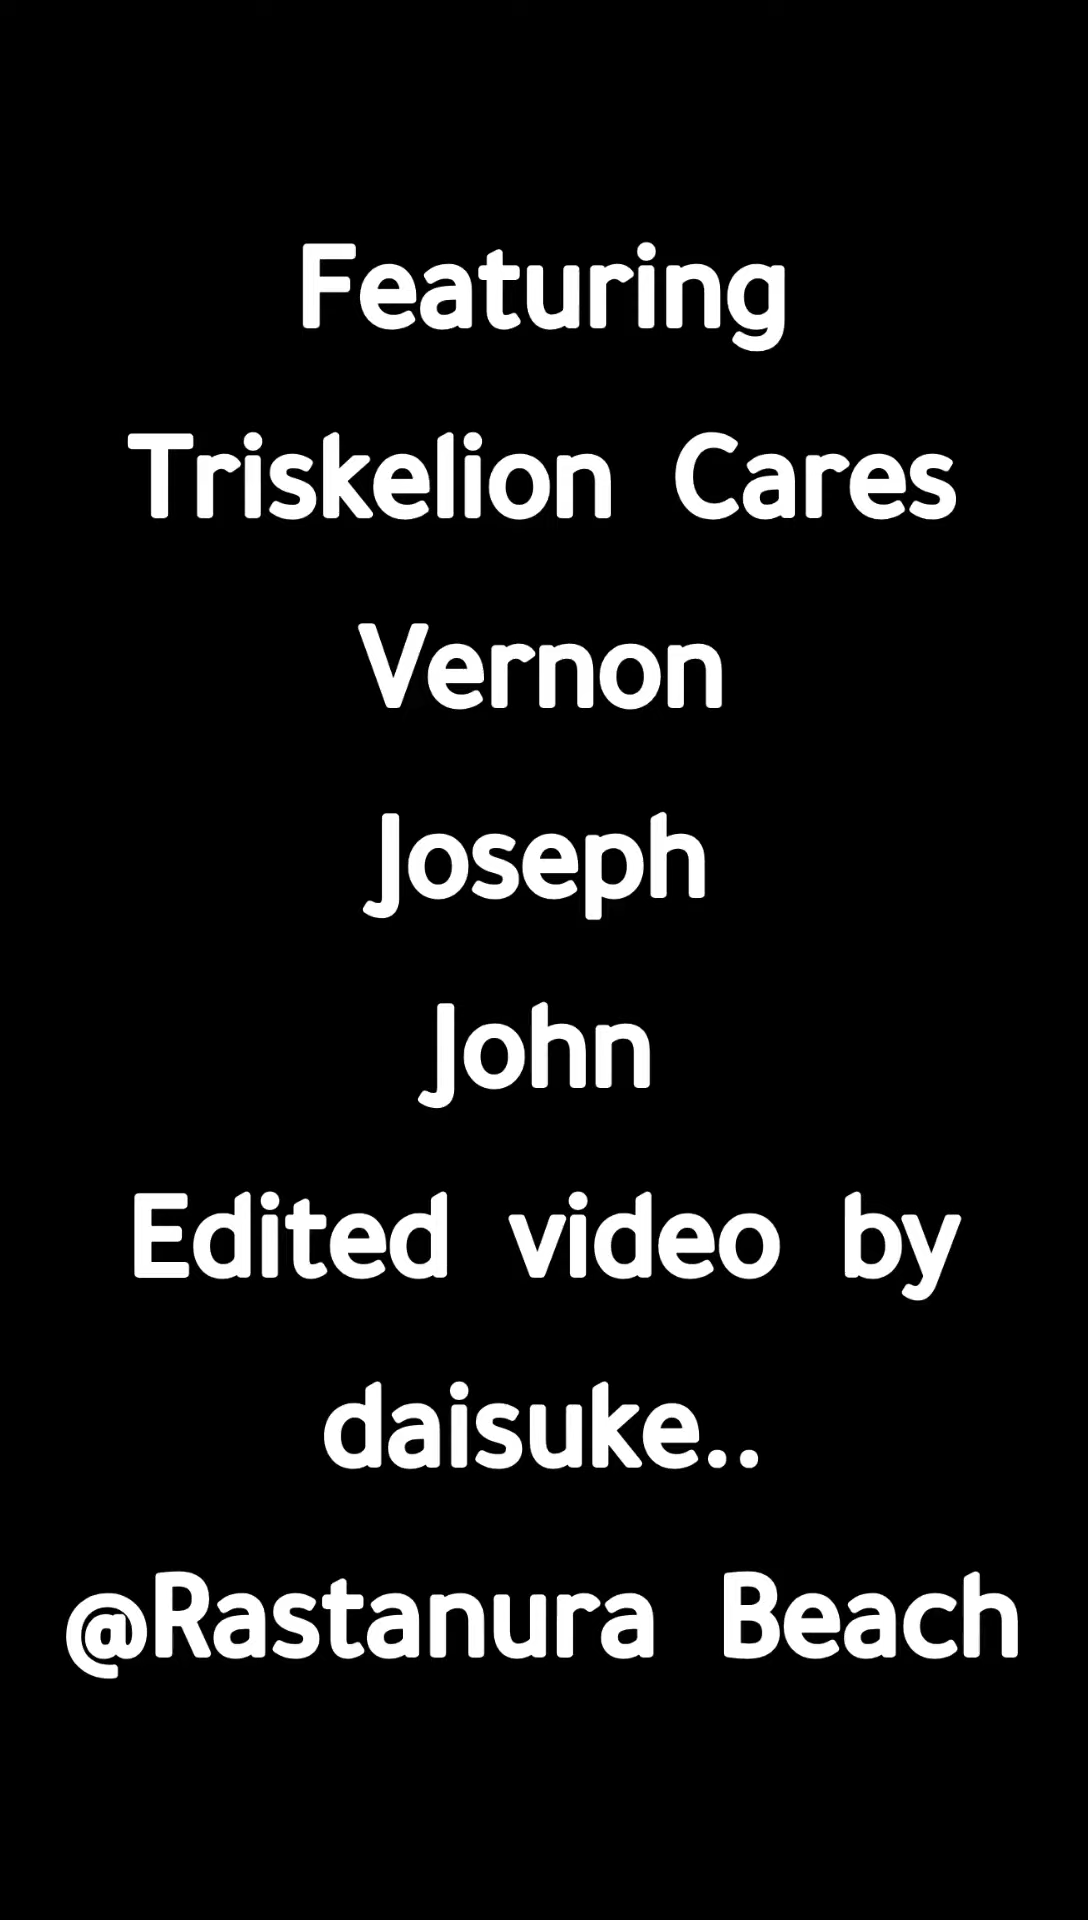 Featuring
Triskelion Cares
Vernon
Joseph
John
Edited video by
daisuke..
@Rastanura Beach